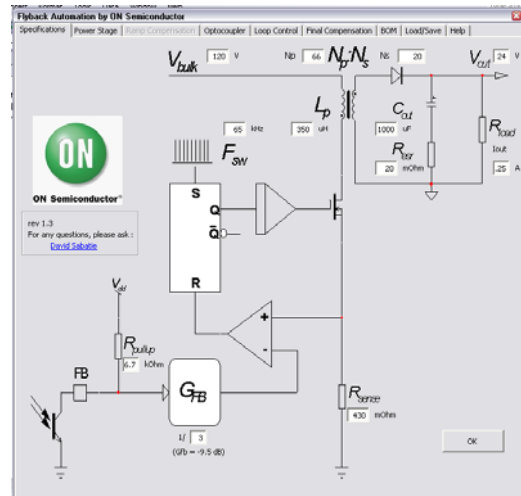 Flyback Automation by ON Semiconductor
Specifications Power Stage Ramp Compensation Optocoupler Loop Control Final Compensation BOM Load/Save Help
Vbulk 120 V Np 66 Np:Ns Ns 20 Vout 24 V
Lp
65 kHz 350 uH
Cout
1000 uF
Rload
Fsw
Resr
20 mOhm
Iout
.25 A
ON
ON Semiconductor®
S
Q
Q
R
rev 1.3
For any questions, please ask :
David Sabatie
Vdd
Rpullup
6.7 kOhm
FB
GFB
+
-
1/ 3
(Gfb = -9.5 dB)
Rsense
430 mOhm
OK